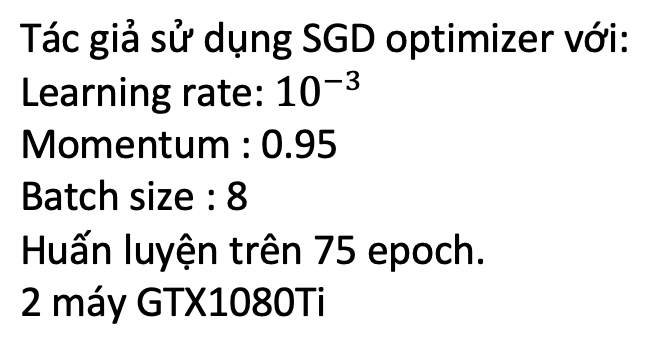 Tác giả sử dụng SGD optimizer với:
Learning rate: 10⁻³
Momentum : 0.95
Batch size : 8
Huấn luyện trên 75 epoch.
2 máy GTX1080Ti